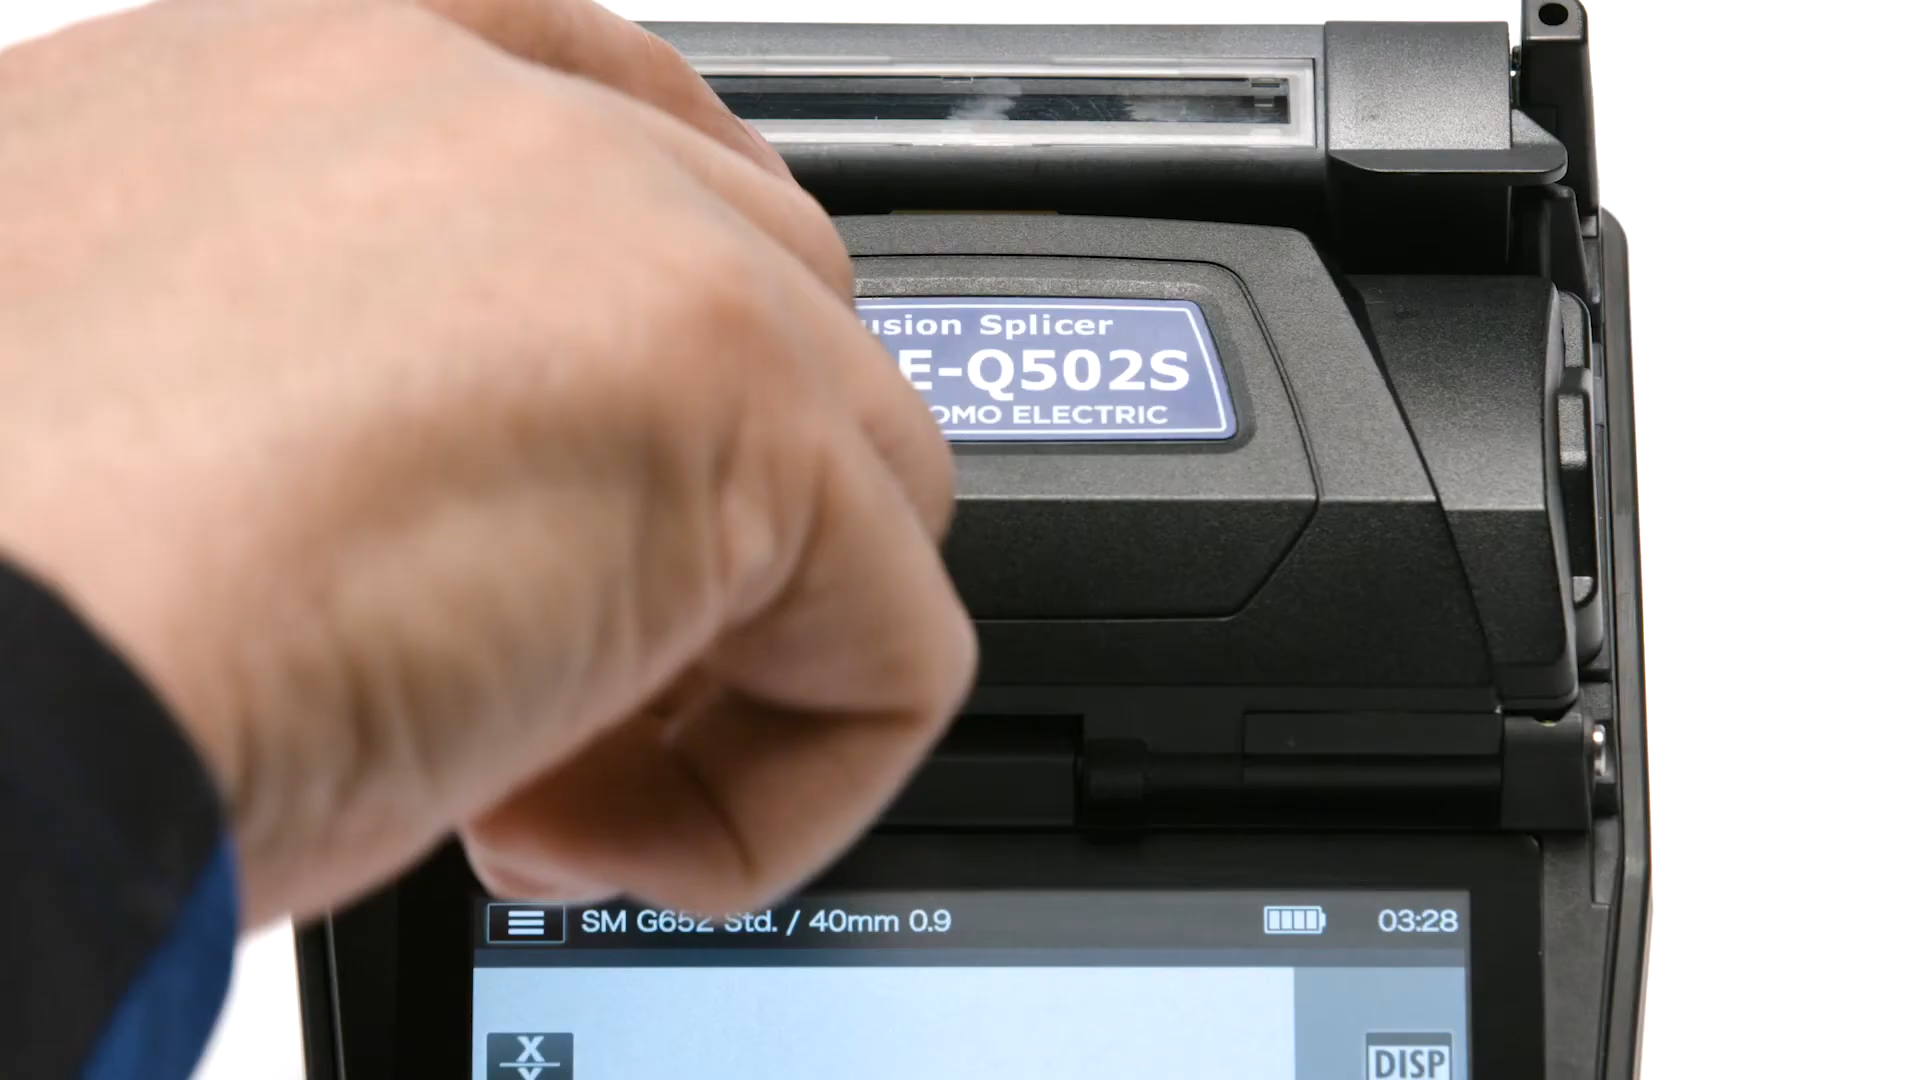 usion Splicer
E-Q502S
OMO ELECTRIC
SM G652 Std. / 40mm 0.9
03:28
X
Y
DISP